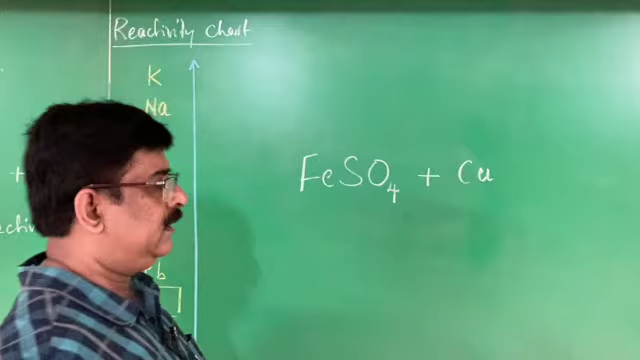 Reactivity chart
K
Na
FeSO₄ + Cu
+
b